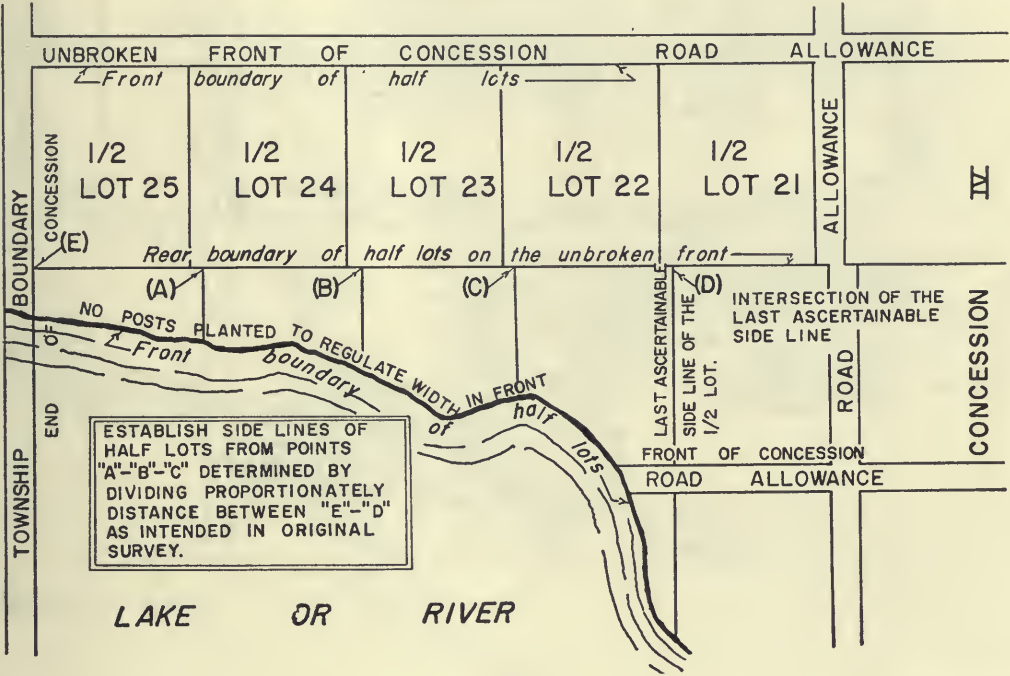 UNBROKEN FRONT OF CONCESSION ROAD ALLOWANCE
Front boundary of half lots
1/2 LOT 25
1/2 LOT 24
1/2 LOT 23
1/2 LOT 22
1/2 LOT 21
ALLOWANCE
ROAD
CONCESSION IV
TOWNSHIP BOUNDARY
END OF CONCESSION
(E)
Rear boundary of half lots on the unbroken front
(A)
(B)
(C)
(D)
INTERSECTION OF THE
LAST ASCERTAINABLE
SIDE LINE
LAST ASCERTAINABLE
SIDE LINE OF THE
1/2 LOT.
NO POSTS PLANTED TO REGULATE WIDTH IN FRONT
Front boundary of half lots
FRONT OF CONCESSION
ROAD ALLOWANCE
ESTABLISH SIDE LINES OF
HALF LOTS FROM POINTS
"A"-"B"-"C" DETERMINED BY
DIVIDING PROPORTIONATELY
DISTANCE BETWEEN "E"-"D"
AS INTENDED IN ORIGINAL
SURVEY.
LAKE OR RIVER